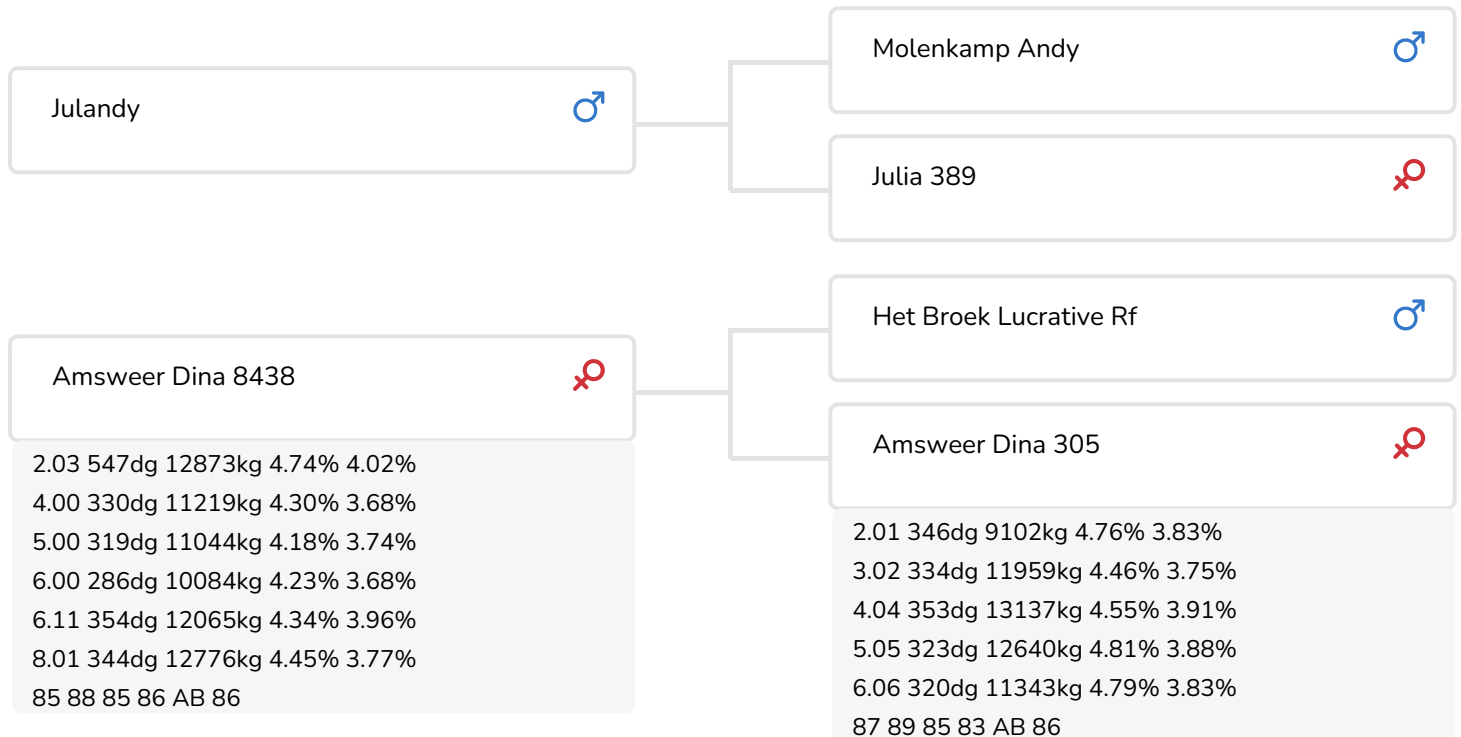 Julandy
Molenkamp Andy
Julia 389
Amsweer Dina 8438
2.03 547dg 12873kg 4.74% 4.02%
4.00 330dg 11219kg 4.30% 3.68%
5.00 319dg 11044kg 4.18% 3.74%
6.00 286dg 10084kg 4.23% 3.68%
6.11 354dg 12065kg 4.34% 3.96%
8.01 344dg 12776kg 4.45% 3.77%
85 88 85 86 AB 86
Het Broek Lucrative Rf
Amsweer Dina 305
2.01 346dg 9102kg 4.76% 3.83%
3.02 334dg 11959kg 4.46% 3.75%
4.04 353dg 13137kg 4.55% 3.91%
5.05 323dg 12640kg 4.81% 3.88%
6.06 320dg 11343kg 4.79% 3.83%
87 89 85 83 AB 86